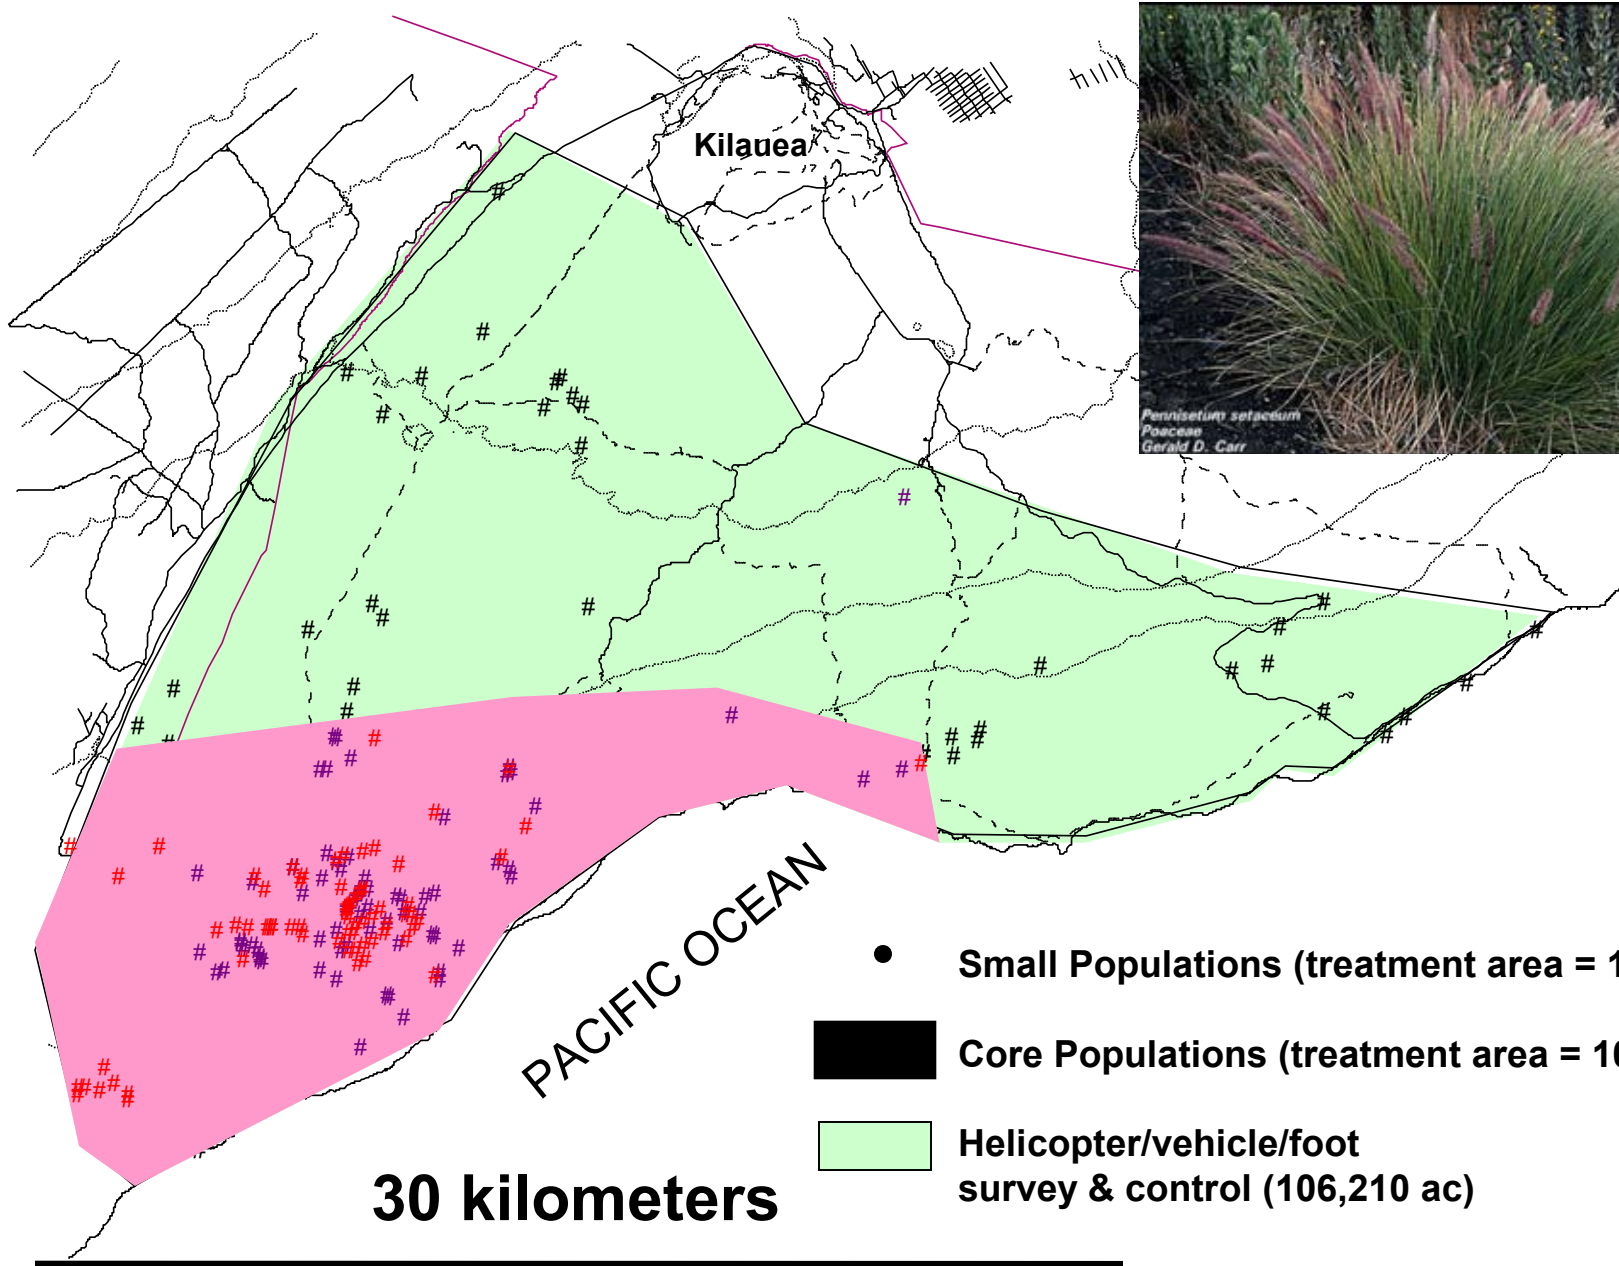 Kilauea
Pennisetum setaceum
Poaceae
Gerald D. Carr
PACIFIC OCEAN
Small Populations (treatment area = 1
Core Populations (treatment area = 10
Helicopter/vehicle/foot
survey & control (106,210 ac)
30 kilometers